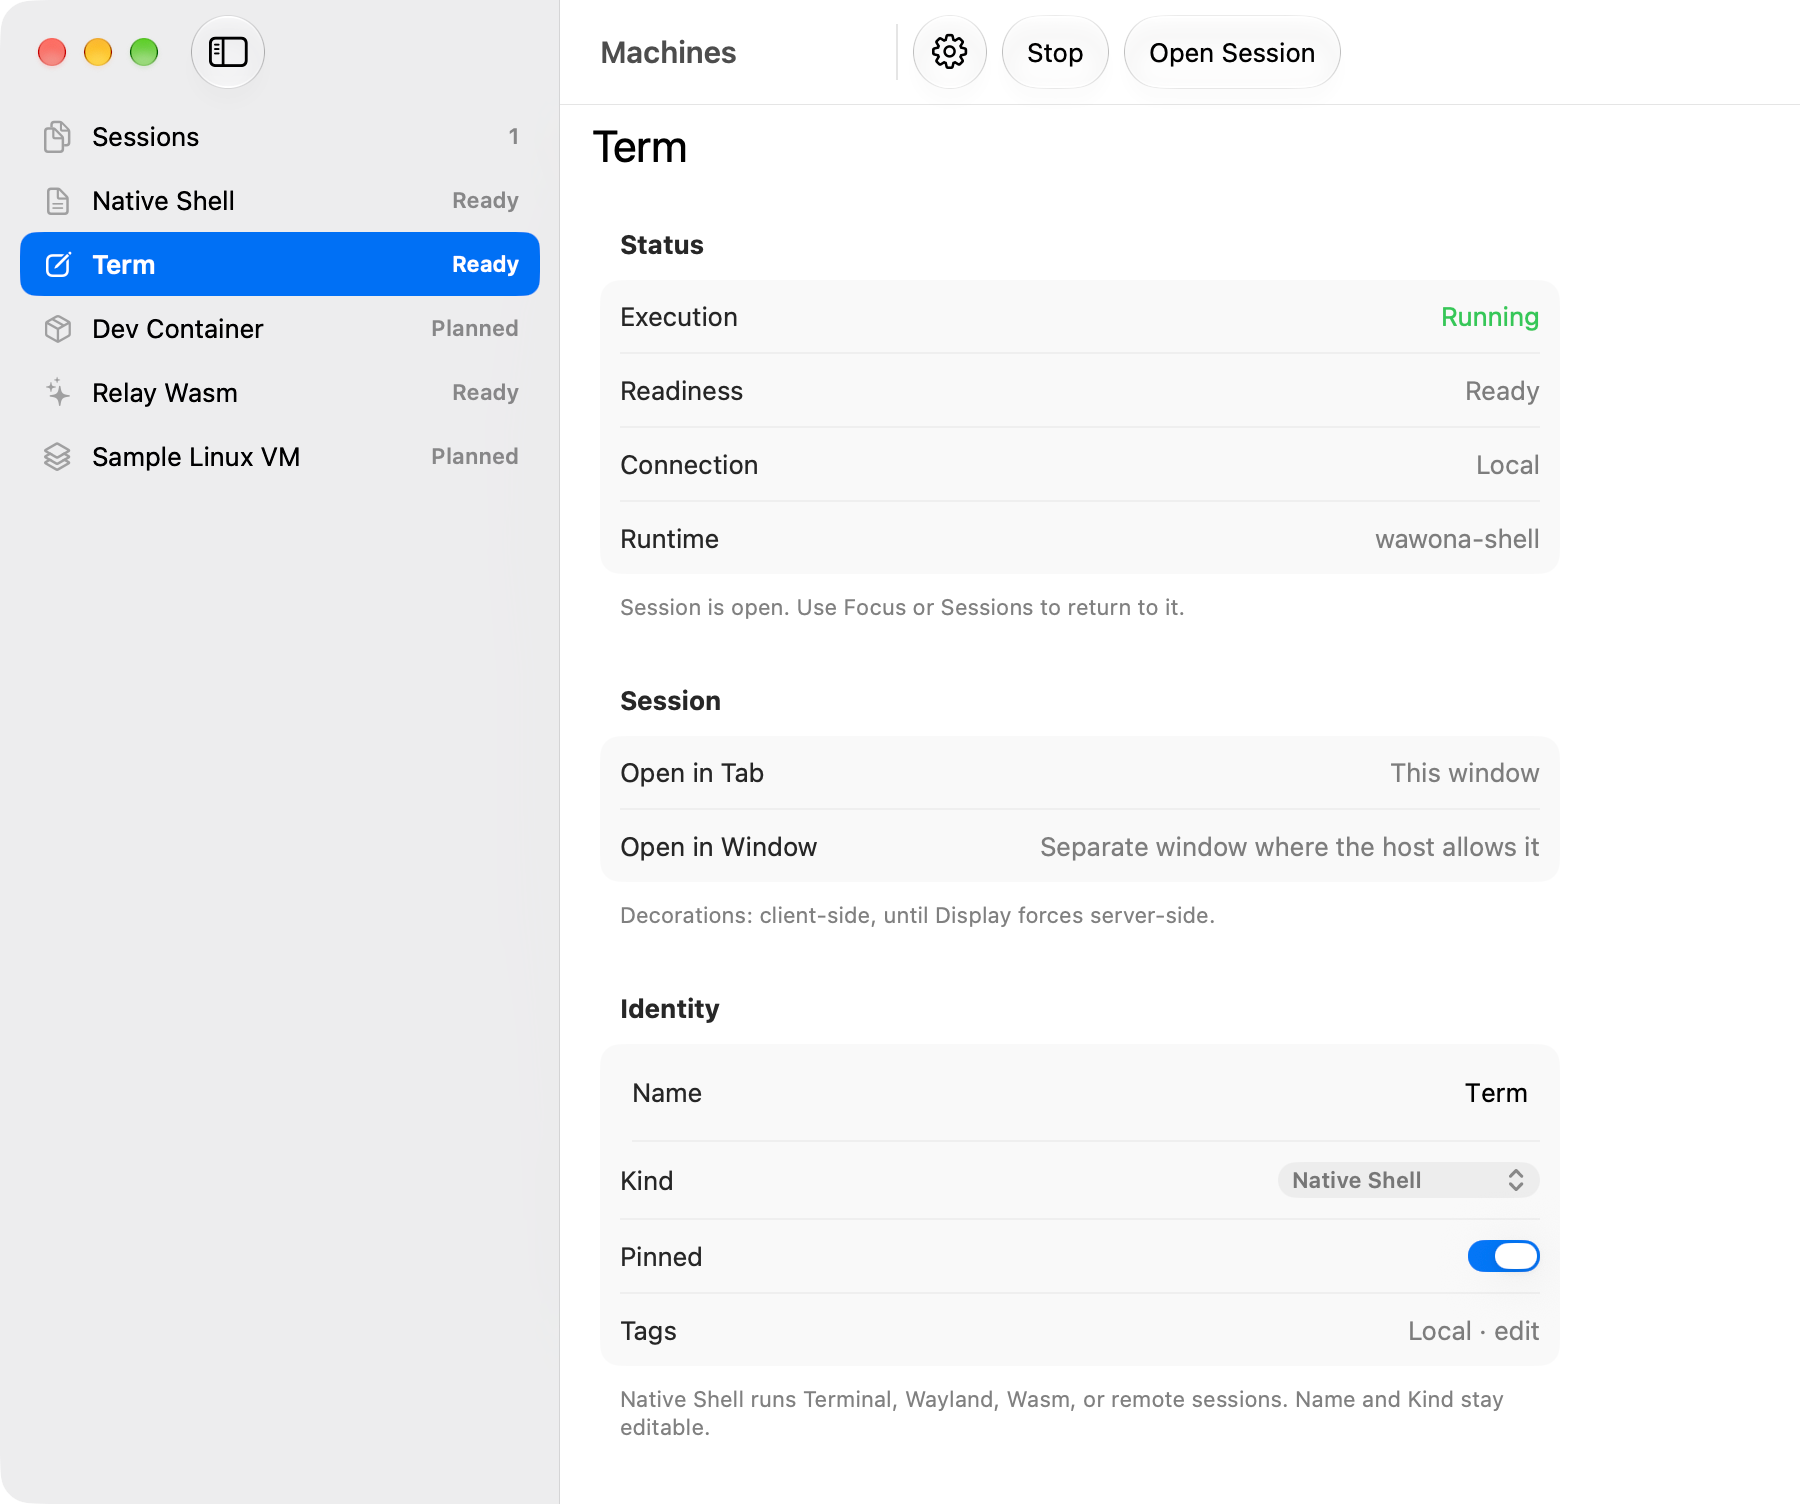 Machines
Stop
Open Session
Sessions 1
Native Shell Ready
Term Ready
Dev Container Planned
Relay Wasm Ready
Sample Linux VM Planned
Term
Status
Execution Running
Readiness Ready
Connection Local
Runtime wawona-shell
Session is open. Use Focus or Sessions to return to it.
Session
Open in Tab This window
Open in Window Separate window where the host allows it
Decorations: client-side, until Display forces server-side.
Identity
Name Term
Kind Native Shell
Pinned
Tags Local · edit
Native Shell runs Terminal, Wayland, Wasm, or remote sessions. Name and Kind stay
editable.